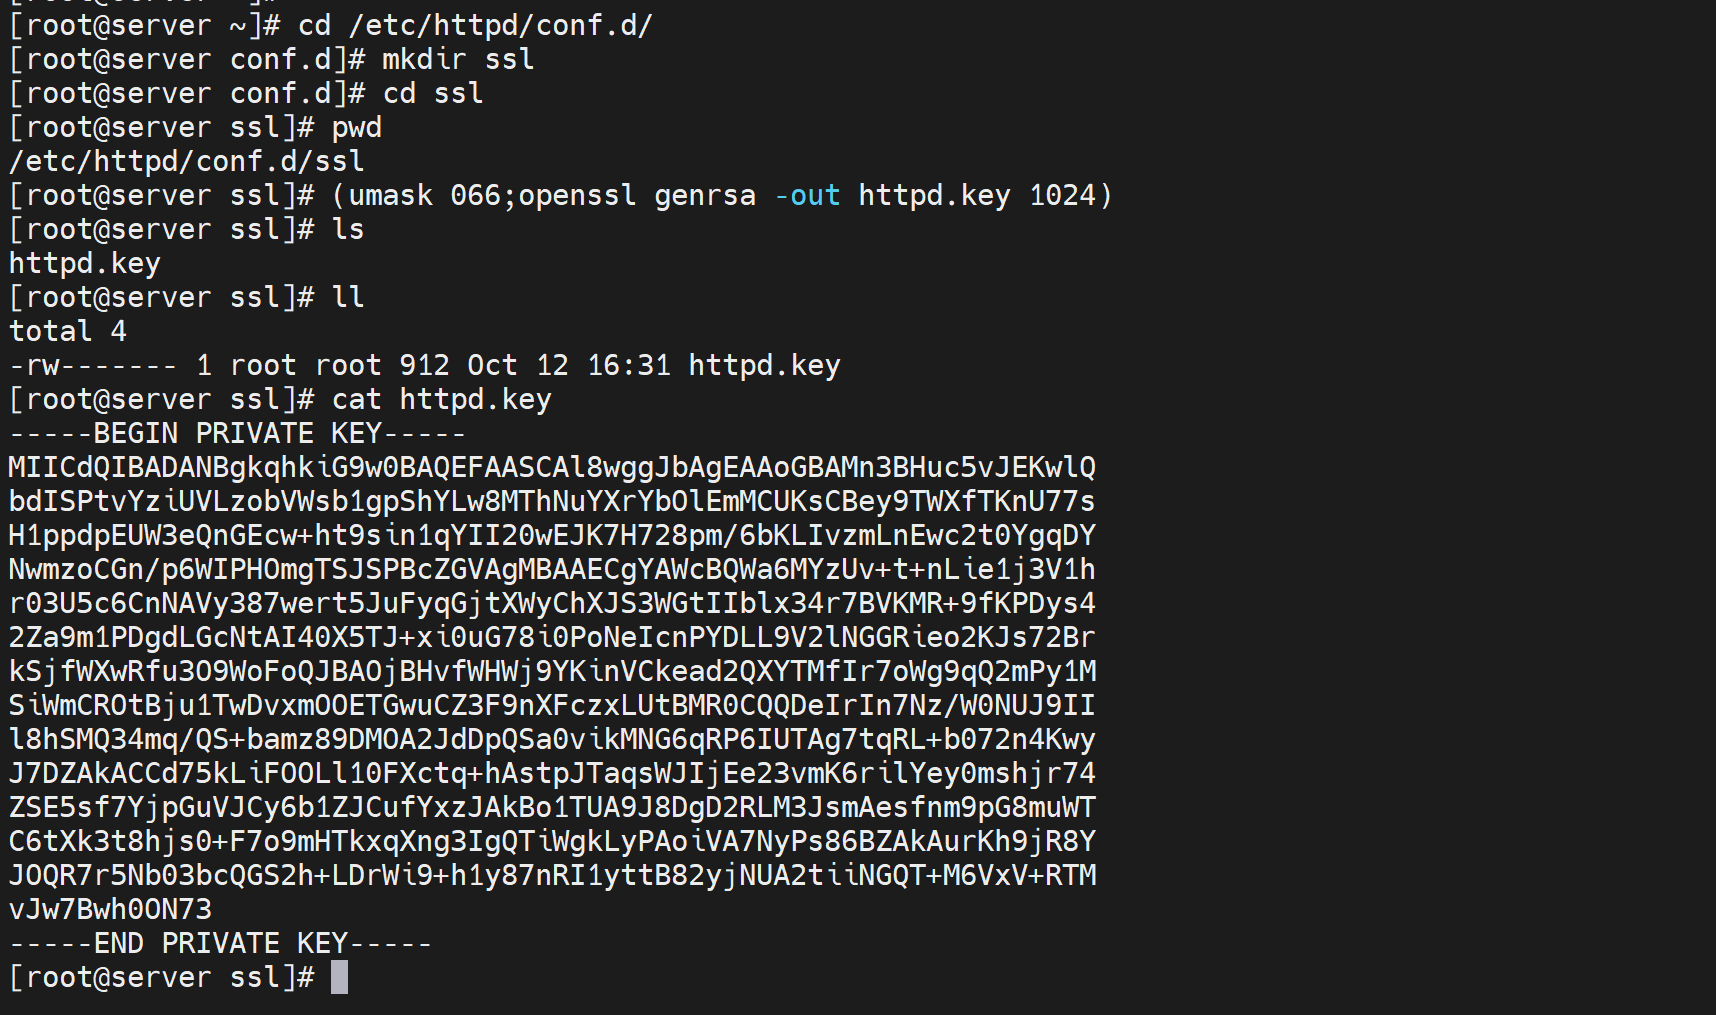 [root@server ~]# cd /etc/httpd/conf.d/
[root@server conf.d]# mkdir ssl
[root@server conf.d]# cd ssl
[root@server ssl]# pwd
/etc/httpd/conf.d/ssl
[root@server ssl]# (umask 066;openssl genrsa -out httpd.key 1024)
[root@server ssl]# ls
httpd.key
[root@server ssl]# ll
total 4
-rw------- 1 root root 912 Oct 12 16:31 httpd.key
[root@server ssl]# cat httpd.key
-----BEGIN PRIVATE KEY-----
MIICdQIBADANBgkqhkiG9w0BAQEFAASCAl8wggJbAgEAAoGBAMn3BHuc5vJEKwlQ
bdISPtvYziUVLzobVWsb1gpShYLw8MThNuYXrYbOlEmMCUKsCBey9TWXfTKnU77s
H1ppdpEUW3eQnGEcw+ht9sin1qYII20wEJK7H728pm/6bKLIvzmLnEwc2t0YgqDY
NwmzoCGn/p6WIPHOmgTSJSPBcZGVAgMBAAECgYAWcBQWa6MYzUv+t+nLie1j3V1h
r03U5c6CnNAVy387wert5JuFyqGjtXWyChXJS3WGtIIblx34r7BVKMR+9fKPDys4
2Za9m1PDgdLGcNtAI40X5TJ+xi0uG78i0PoNeIcnPYDLL9V2lNGGRieo2KJs72Br
kSjfWXwRfu3O9WoFoQJBAOjBHvfWHWj9YKinVCkead2QXYTMfIr7oWg9qQ2mPy1M
SiWmCROtBju1TwDvxmOOETGwuCZ3F9nXFczxLUtBMR0CQQDeIrIn7Nz/W0NUJ9II
l8hSMQ34mq/QS+bamz89DMOA2JdDpQSa0vikMNG6qRP6IUTAg7tqRL+b072n4Kwy
J7DZAkACCd75kLiFOOLl10FXctq+hAstpJTaqsWJIjEe23vmK6rilYey0mshjr74
ZSE5sf7YjpGuVJCy6b1ZJCufYxzJAkBo1TUA9J8DgD2RLM3JsmAesfnm9pG8muWT
C6tXk3t8hjs0+F7o9mHTkxqXng3IgQTiWgkLyPAoiVA7NyPs86BZAkAurKh9jR8Y
JOQR7r5Nb03bcQGS2h+LDrWi9+h1y87nRI1yttB82yjNUA2tiiNGQT+M6VxV+RTM
vJw7Bwh0ON73
-----END PRIVATE KEY-----
[root@server ssl]#